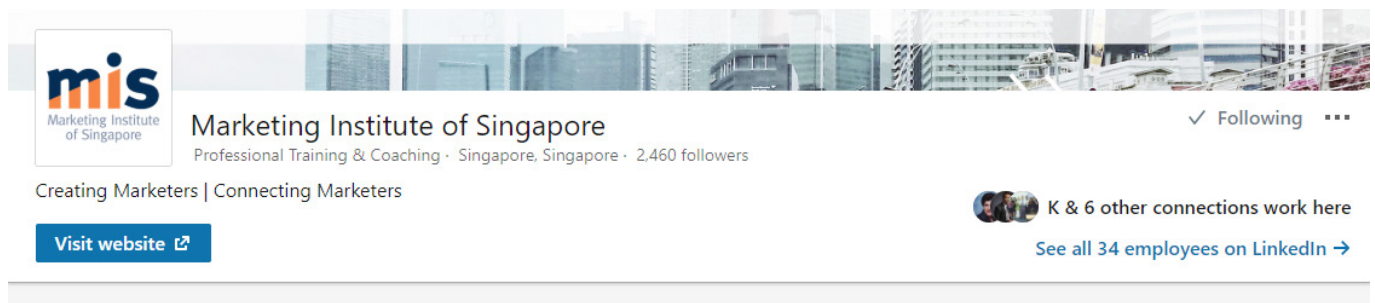 mis
Marketing Institute
of Singapore
Marketing Institute of Singapore
Professional Training & Coaching · Singapore, Singapore · 2,460 followers
Following
Creating Marketers | Connecting Marketers
K & 6 other connections work here
Visit website
See all 34 employees on LinkedIn →